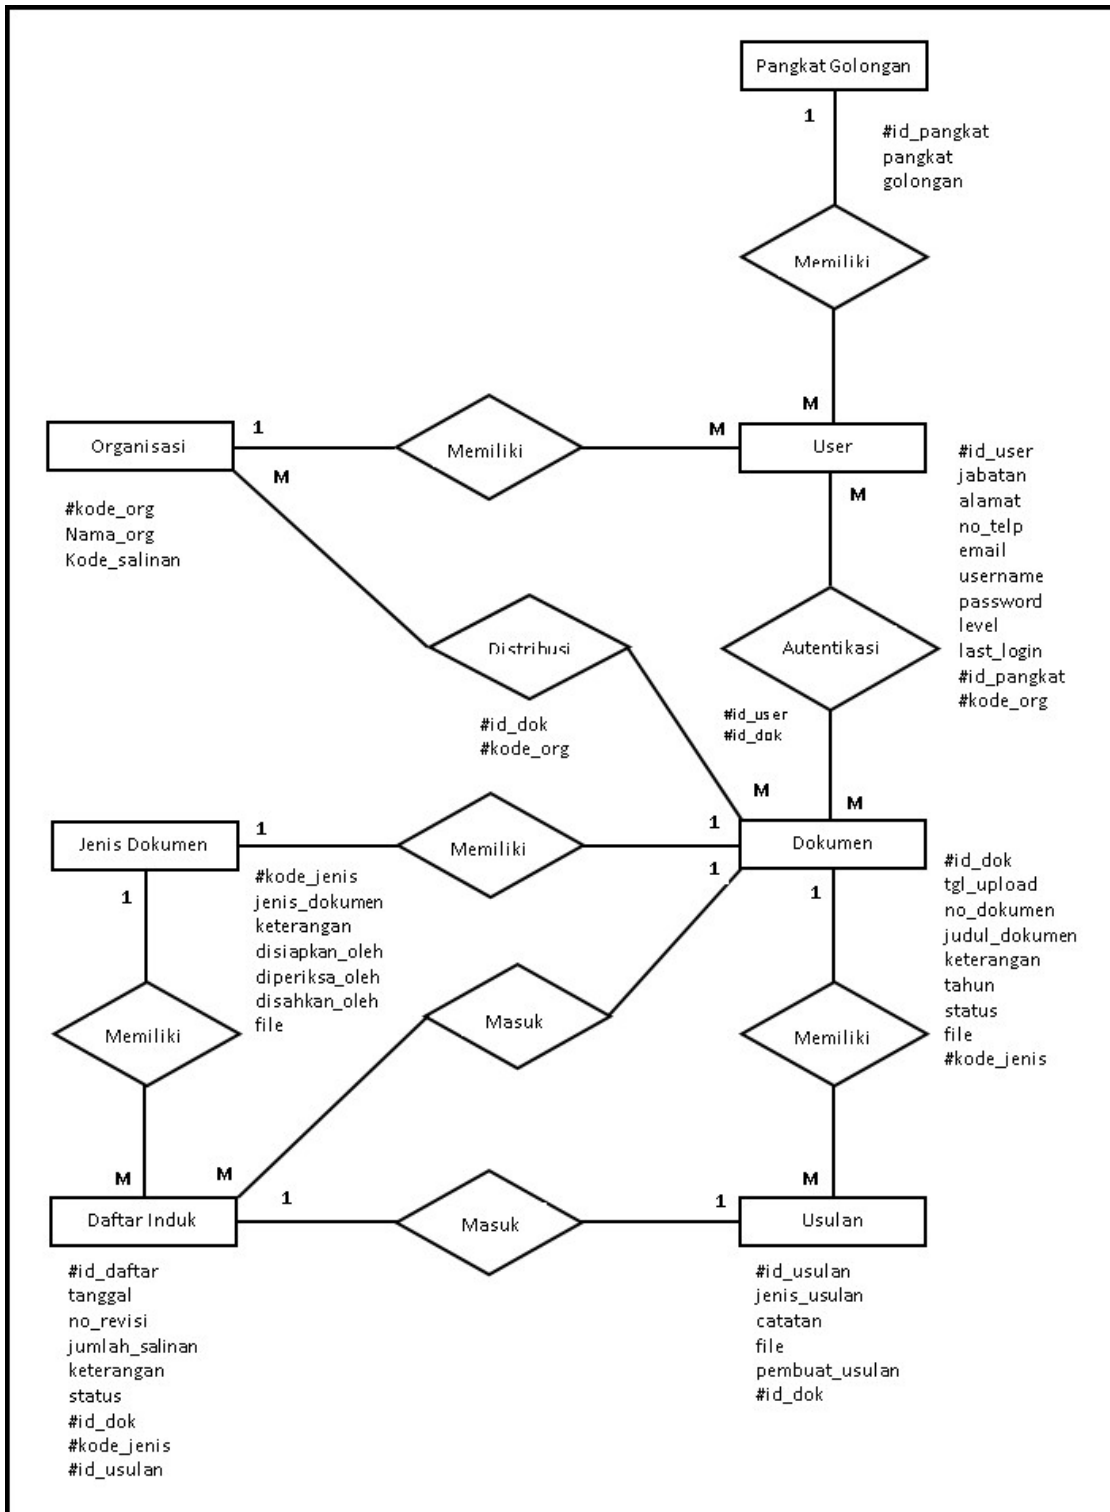 Pangkat Golongan
1
#id_pangkat
pangkat
golongan
Memiliki
M
Organisasi
1
Memiliki
M
User
M
M
#kode_org
Nama_org
Kode_salinan
#id_user
jabatan
alamat
no_telp
email
username
password
level
last_login
#id_pangkat
#kode_org
Distribusi
#id_dok
#kode_org
Autentikasi
#id_user
#id_dok
M
M
Jenis Dokumen
1
Memiliki
1
Dokumen
1
1
1
#kode_jenis
jenis_dokumen
keterangan
disiapkan_oleh
diperiksa_oleh
disahkan_oleh
file
#id_dok
tgl_upload
no_dokumen
judul_dokumen
keterangan
tahun
status
file
#kode_jenis
Memiliki
Masuk
Memiliki
M
M
M
Daftar Induk
1
Masuk
1
Usulan
#id_daftar
tanggal
no_revisi
jumlah_salinan
keterangan
status
#id_dok
#kode_jenis
#id_usulan
#id_usulan
jenis_usulan
catatan
file
pembuat_usulan
#id_dok